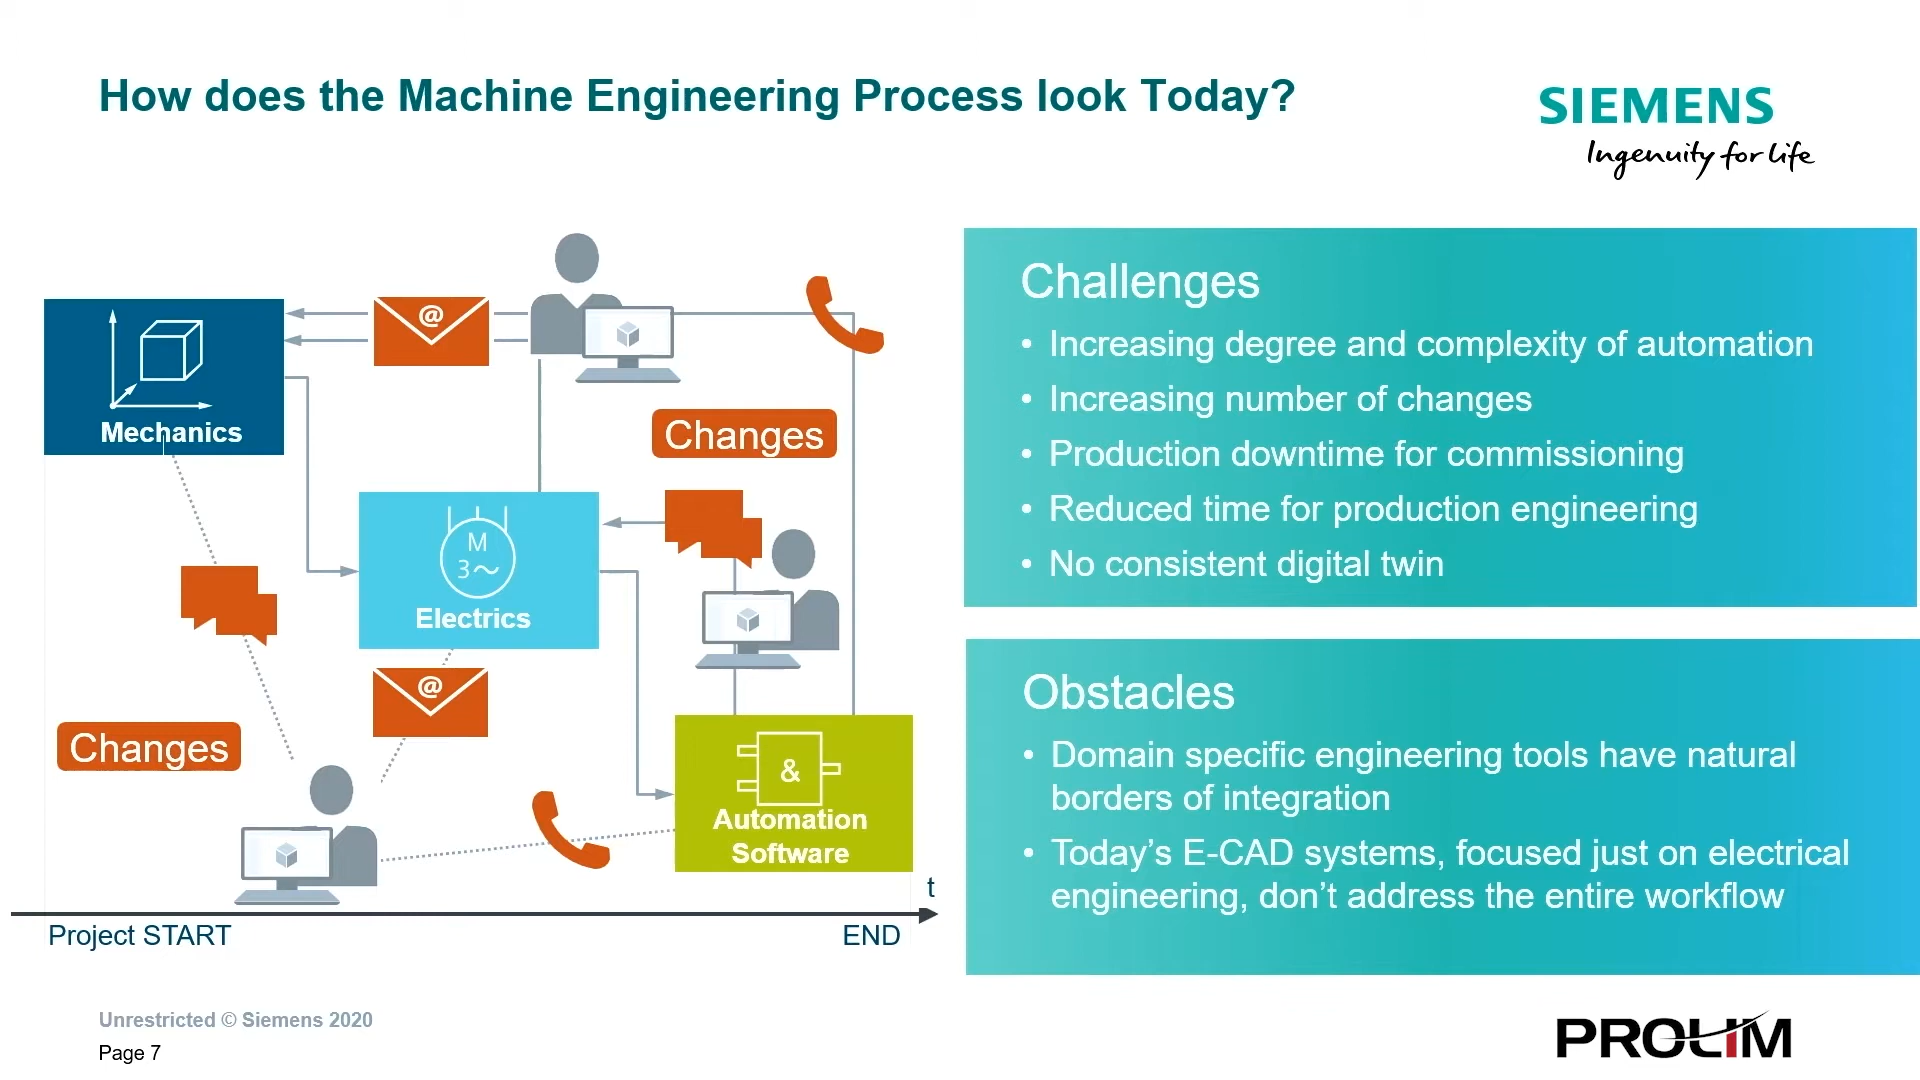 How does the Machine Engineering Process look Today?
SIEMENS
Ingenuity for life
@
Mechanics
Changes
M
3~
Electrics
@
Changes
&
Automation
Software
t
Project START
END
Challenges
• Increasing degree and complexity of automation
• Increasing number of changes
• Production downtime for commissioning
• Reduced time for production engineering
• No consistent digital twin
Obstacles
• Domain specific engineering tools have natural
borders of integration
• Today’s E-CAD systems, focused just on electrical
engineering, don’t address the entire workflow
Unrestricted © Siemens 2020
Page 7
PROLIM